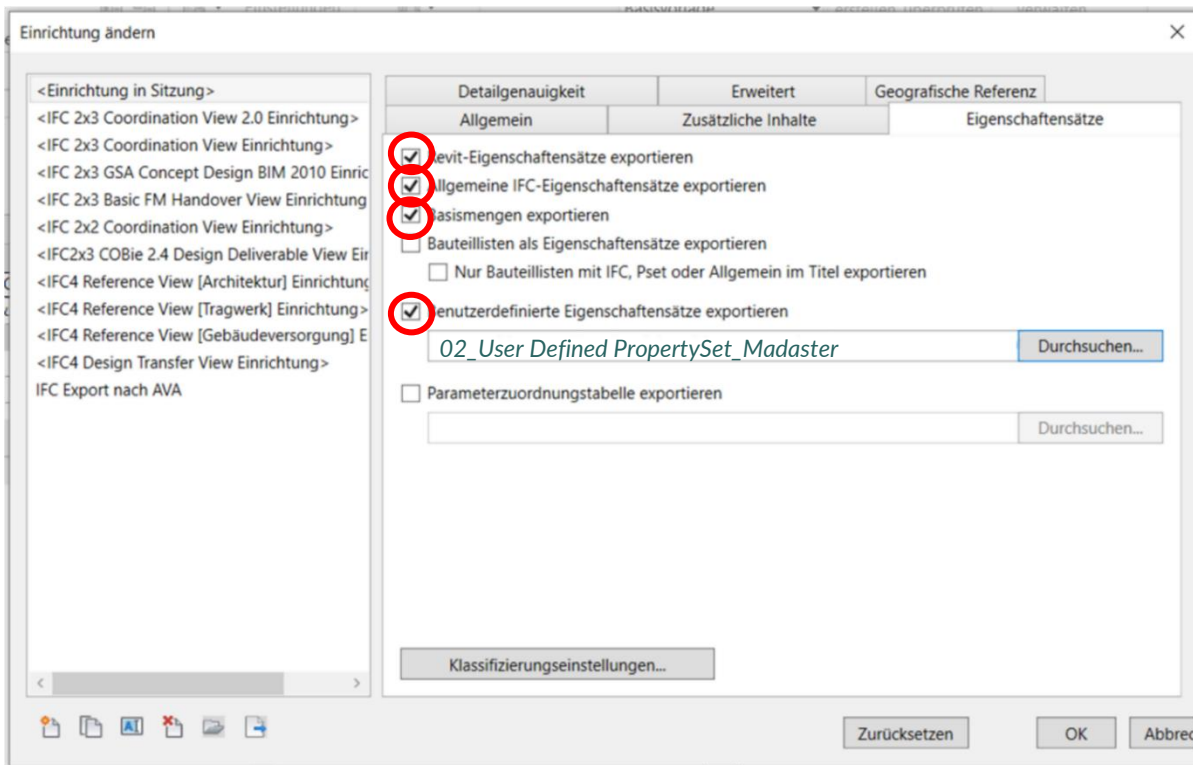 Einrichtung ändern
<Einrichtung in Sitzung>
<IFC 2x3 Coordination View 2.0 Einrichtung>
<IFC 2x3 Coordination View Einrichtung>
<IFC 2x3 GSA Concept Design BIM 2010 Einric
<IFC 2x3 Basic FM Handover View Einrichtung
<IFC 2x2 Coordination View Einrichtung>
<IFC2x3 COBie 2.4 Design Deliverable View Ein
<IFC4 Reference View [Architektur] Einrichtung
<IFC4 Reference View [Tragwerk] Einrichtung>
<IFC4 Reference View [Gebäudeversorgung] E
<IFC4 Design Transfer View Einrichtung>
IFC Export nach AVA
Detailgenauigkeit
Erweitert
Geografische Referenz
Allgemein
Zusätzliche Inhalte
Eigenschaftensätze
Revit-Eigenschaftensätze exportieren
Allgemeine IFC-Eigenschaftensätze exportieren
Basismengen exportieren
Bauteillisten als Eigenschaftensätze exportieren
Nur Bauteillisten mit IFC, Pset oder Allgemein im Titel exportieren
Benutzerdefinierte Eigenschaftensätze exportieren
02_User Defined PropertySet_Madaster
Durchsuchen...
Parameterzuordnungstabelle exportieren
Durchsuchen...
Klassifizierungseinstellungen...
Zurücksetzen
OK
Abbrec